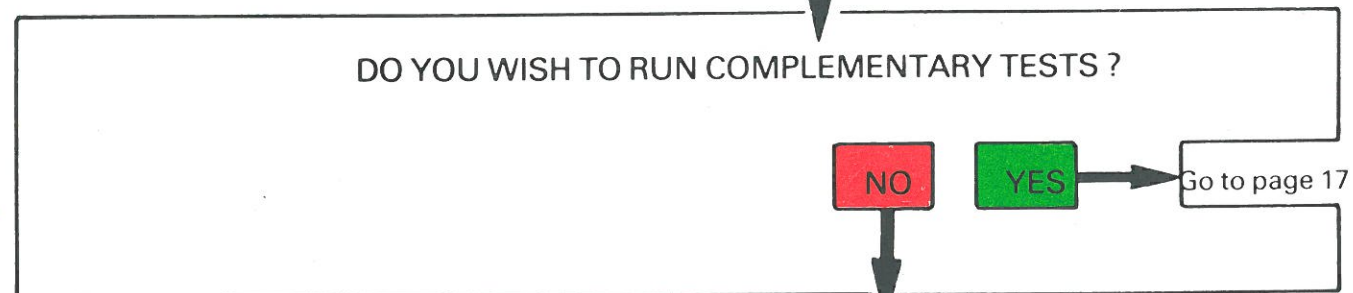 DO YOU WISH TO RUN COMPLEMENTARY TESTS ?
NO YES Go to page 17